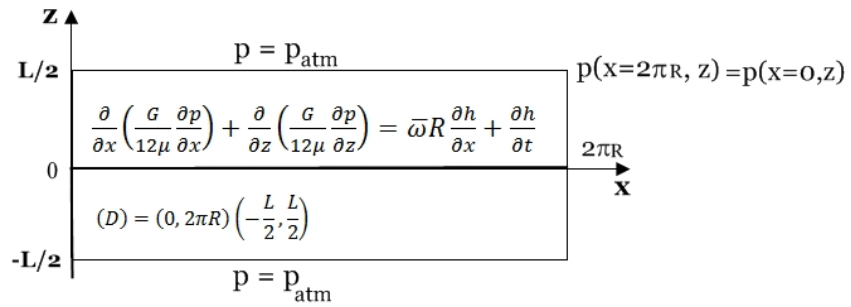 z
p = p_atm
L/2
p(x=2πR, z) =p(x=0,z)
∂/∂x (G/12μ ∂p/∂x) + ∂/∂z (G/12μ ∂p/∂z) = ω̅R ∂h/∂x + ∂h/∂t
2πR
0
x
(D) = (0, 2πR) (−L/2, L/2)
-L/2
p = p_atm